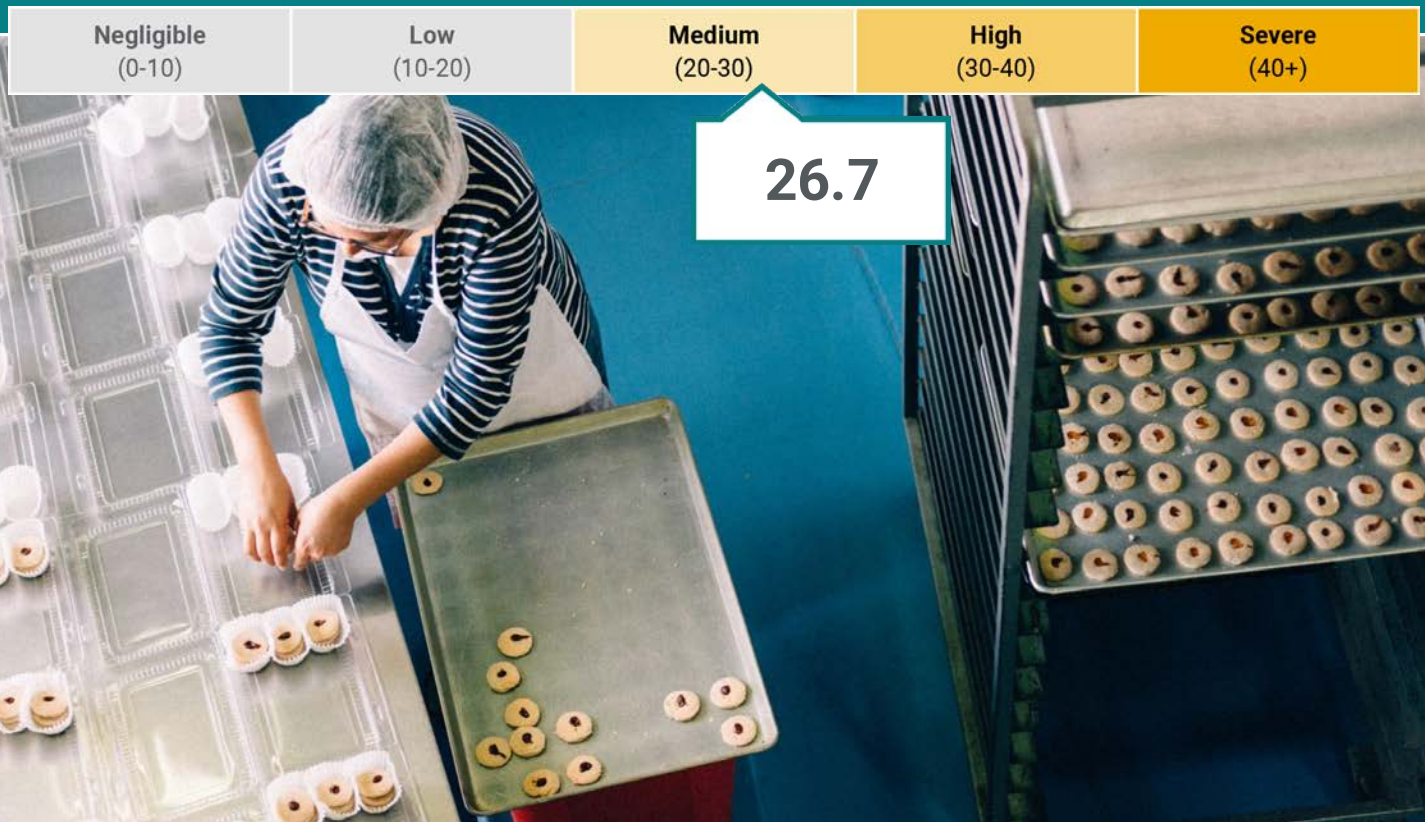 Negligible
(0-10)
Low
(10-20)
Medium
(20-30)
High
(30-40)
Severe
(40+)
26.7